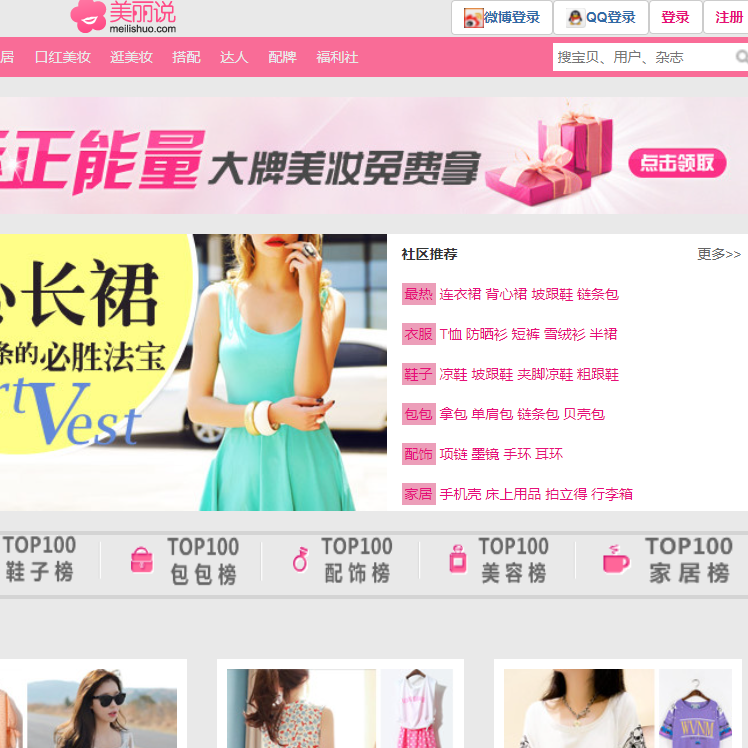 美丽说
meilishuo.com
微博登录 QQ登录 登录 注册
居 口红美妆 逛美妆 搭配 达人 配牌 福利社
搜宝贝、用户、杂志
正能量 大牌美妆免费拿 点击领取
长裙
条的必胜法宝
rt Vest
社区推荐 更多>>
最热 连衣裙 背心裙 坡跟鞋 链条包
衣服 T恤 防晒衫 短裤 雪绒衫 半裙
鞋子 凉鞋 坡跟鞋 夹脚凉鞋 粗跟鞋
包包 拿包 单肩包 链条包 贝壳包
配饰 项链 墨镜 手环 耳环
家居 手机壳 床上用品 拍立得 行李箱
TOP100 TOP100 TOP100 TOP100 TOP100
鞋子榜 包包榜 配饰榜 美容榜 家居榜
WVNM